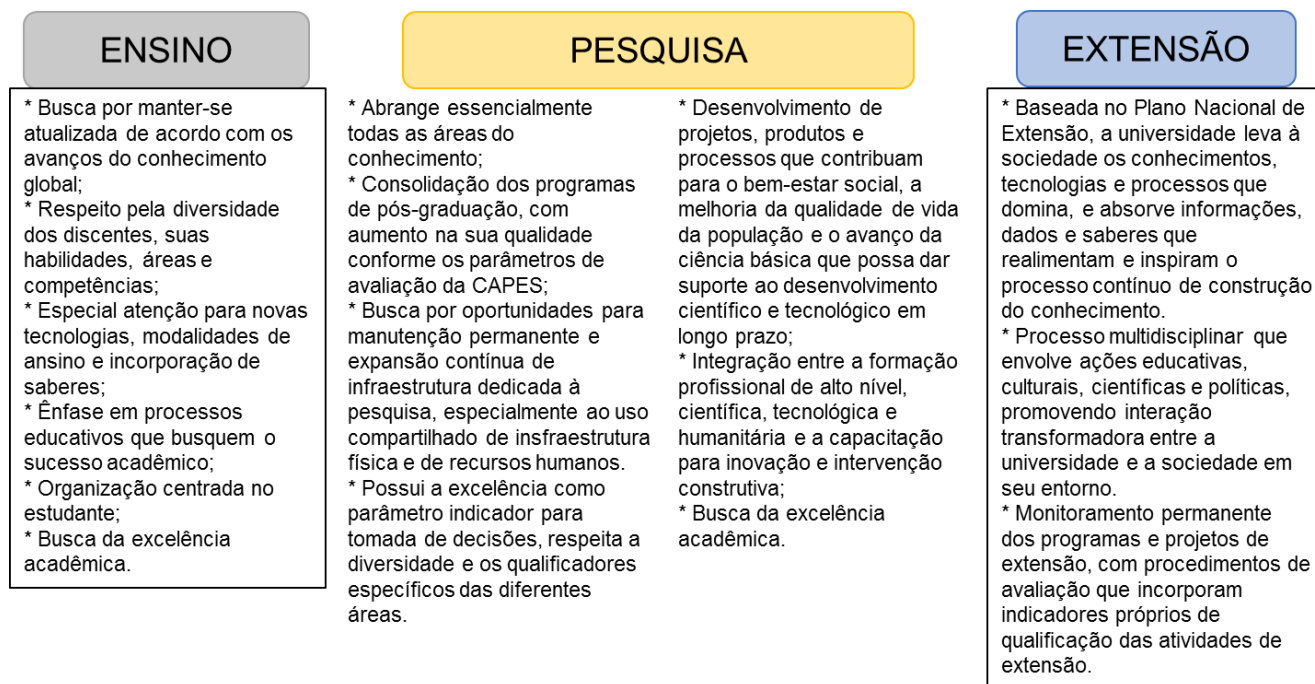 ENSINO
* Busca por manter-se
atualizada de acordo com os
avanços do conhecimento
global;
* Respeito pela diversidade
dos discentes, suas
habilidades, áreas e
competências;
* Especial atenção para novas
tecnologias, modalidades de
ansino e incorporação de
saberes;
* Ênfase em processos
educativos que busquem o
sucesso acadêmico;
* Organização centrada no
estudante;
* Busca da excelência
acadêmica.
PESQUISA
* Abrange essencialmente
todas as áreas do
conhecimento;
* Consolidação dos programas
de pós-graduação, com
aumento na sua qualidade
conforme os parâmetros de
avaliação da CAPES;
* Busca por oportunidades para
manutenção permanente e
expansão contínua de
infraestrutura dedicada à
pesquisa, especialmente ao uso
compartilhado de insfraestrutura
física e de recursos humanos.
* Possui a excelência como
parâmetro indicador para
tomada de decisões, respeita a
diversidade e os qualificadores
específicos das diferentes
áreas.
* Desenvolvimento de
projetos, produtos e
processos que contribuam
para o bem-estar social, a
melhoria da qualidade de vida
da população e o avanço da
ciência básica que possa dar
suporte ao desenvolvimento
científico e tecnológico em
longo prazo;
* Integração entre a formação
profissional de alto nível,
científica, tecnológica e
humanitária e a capacitação
para inovação e intervenção
construtiva;
* Busca da excelência
acadêmica.
EXTENSÃO
* Baseada no Plano Nacional de
Extensão, a universidade leva à
sociedade os conhecimentos,
tecnologias e processos que
domina, e absorve informações,
dados e saberes que
realimentam e inspiram o
processo contínuo de construção
do conhecimento.
* Processo multidisciplinar que
envolve ações educativas,
culturais, científicas e políticas,
promovendo interação
transformadora entre a
universidade e a sociedade em
seu entorno.
* Monitoramento permanente
dos programas e projetos de
extensão, com procedimentos de
avaliação que incorporam
indicadores próprios de
qualificação das atividades de
extensão.